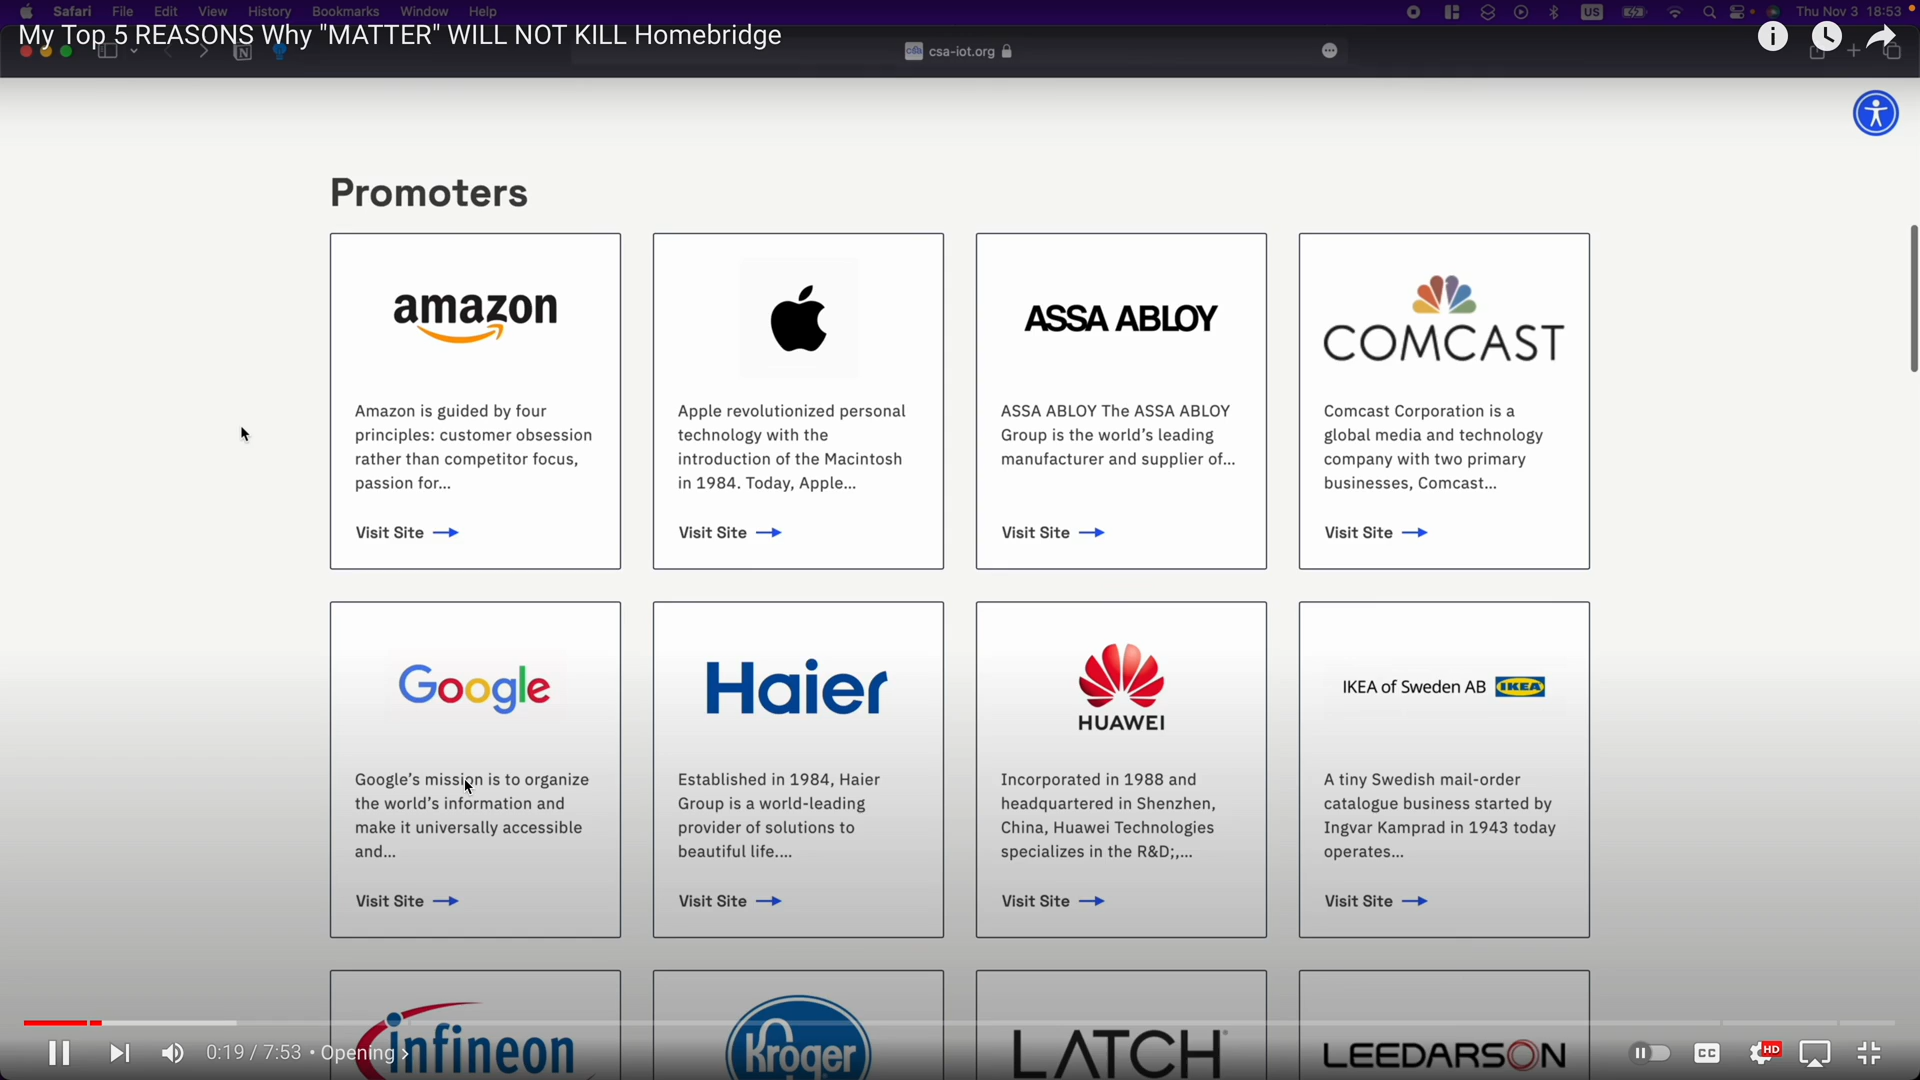 Safari File Edit View History Bookmarks Window Help US Thu Nov 3 18:53
My Top 5 REASONS Why "MATTER" WILL NOT KILL Homebridge
csa-iot.org
Promoters
amazon
Amazon is guided by four
principles: customer obsession
rather than competitor focus,
passion for...
Visit Site
Apple revolutionized personal
technology with the
introduction of the Macintosh
in 1984. Today, Apple...
Visit Site
ASSA ABLOY
ASSA ABLOY The ASSA ABLOY
Group is the world's leading
manufacturer and supplier of...
Visit Site
COMCAST
Comcast Corporation is a
global media and technology
company with two primary
businesses, Comcast...
Visit Site
Google
Google's mission is to organize
the world's information and
make it universally accessible
and...
Visit Site
Haier
Established in 1984, Haier
Group is a world-leading
provider of solutions to
beautiful life....
Visit Site
HUAWEI
Incorporated in 1988 and
headquartered in Shenzhen,
China, Huawei Technologies
specializes in the R&D;,...
Visit Site
IKEA of Sweden AB IKEA
A tiny Swedish mail-order
catalogue business started by
Ingvar Kamprad in 1943 today
operates...
Visit Site
infineon
Kroger
LATCH
LEEDARSON
0:19 / 7:53 • Opening
CC HD